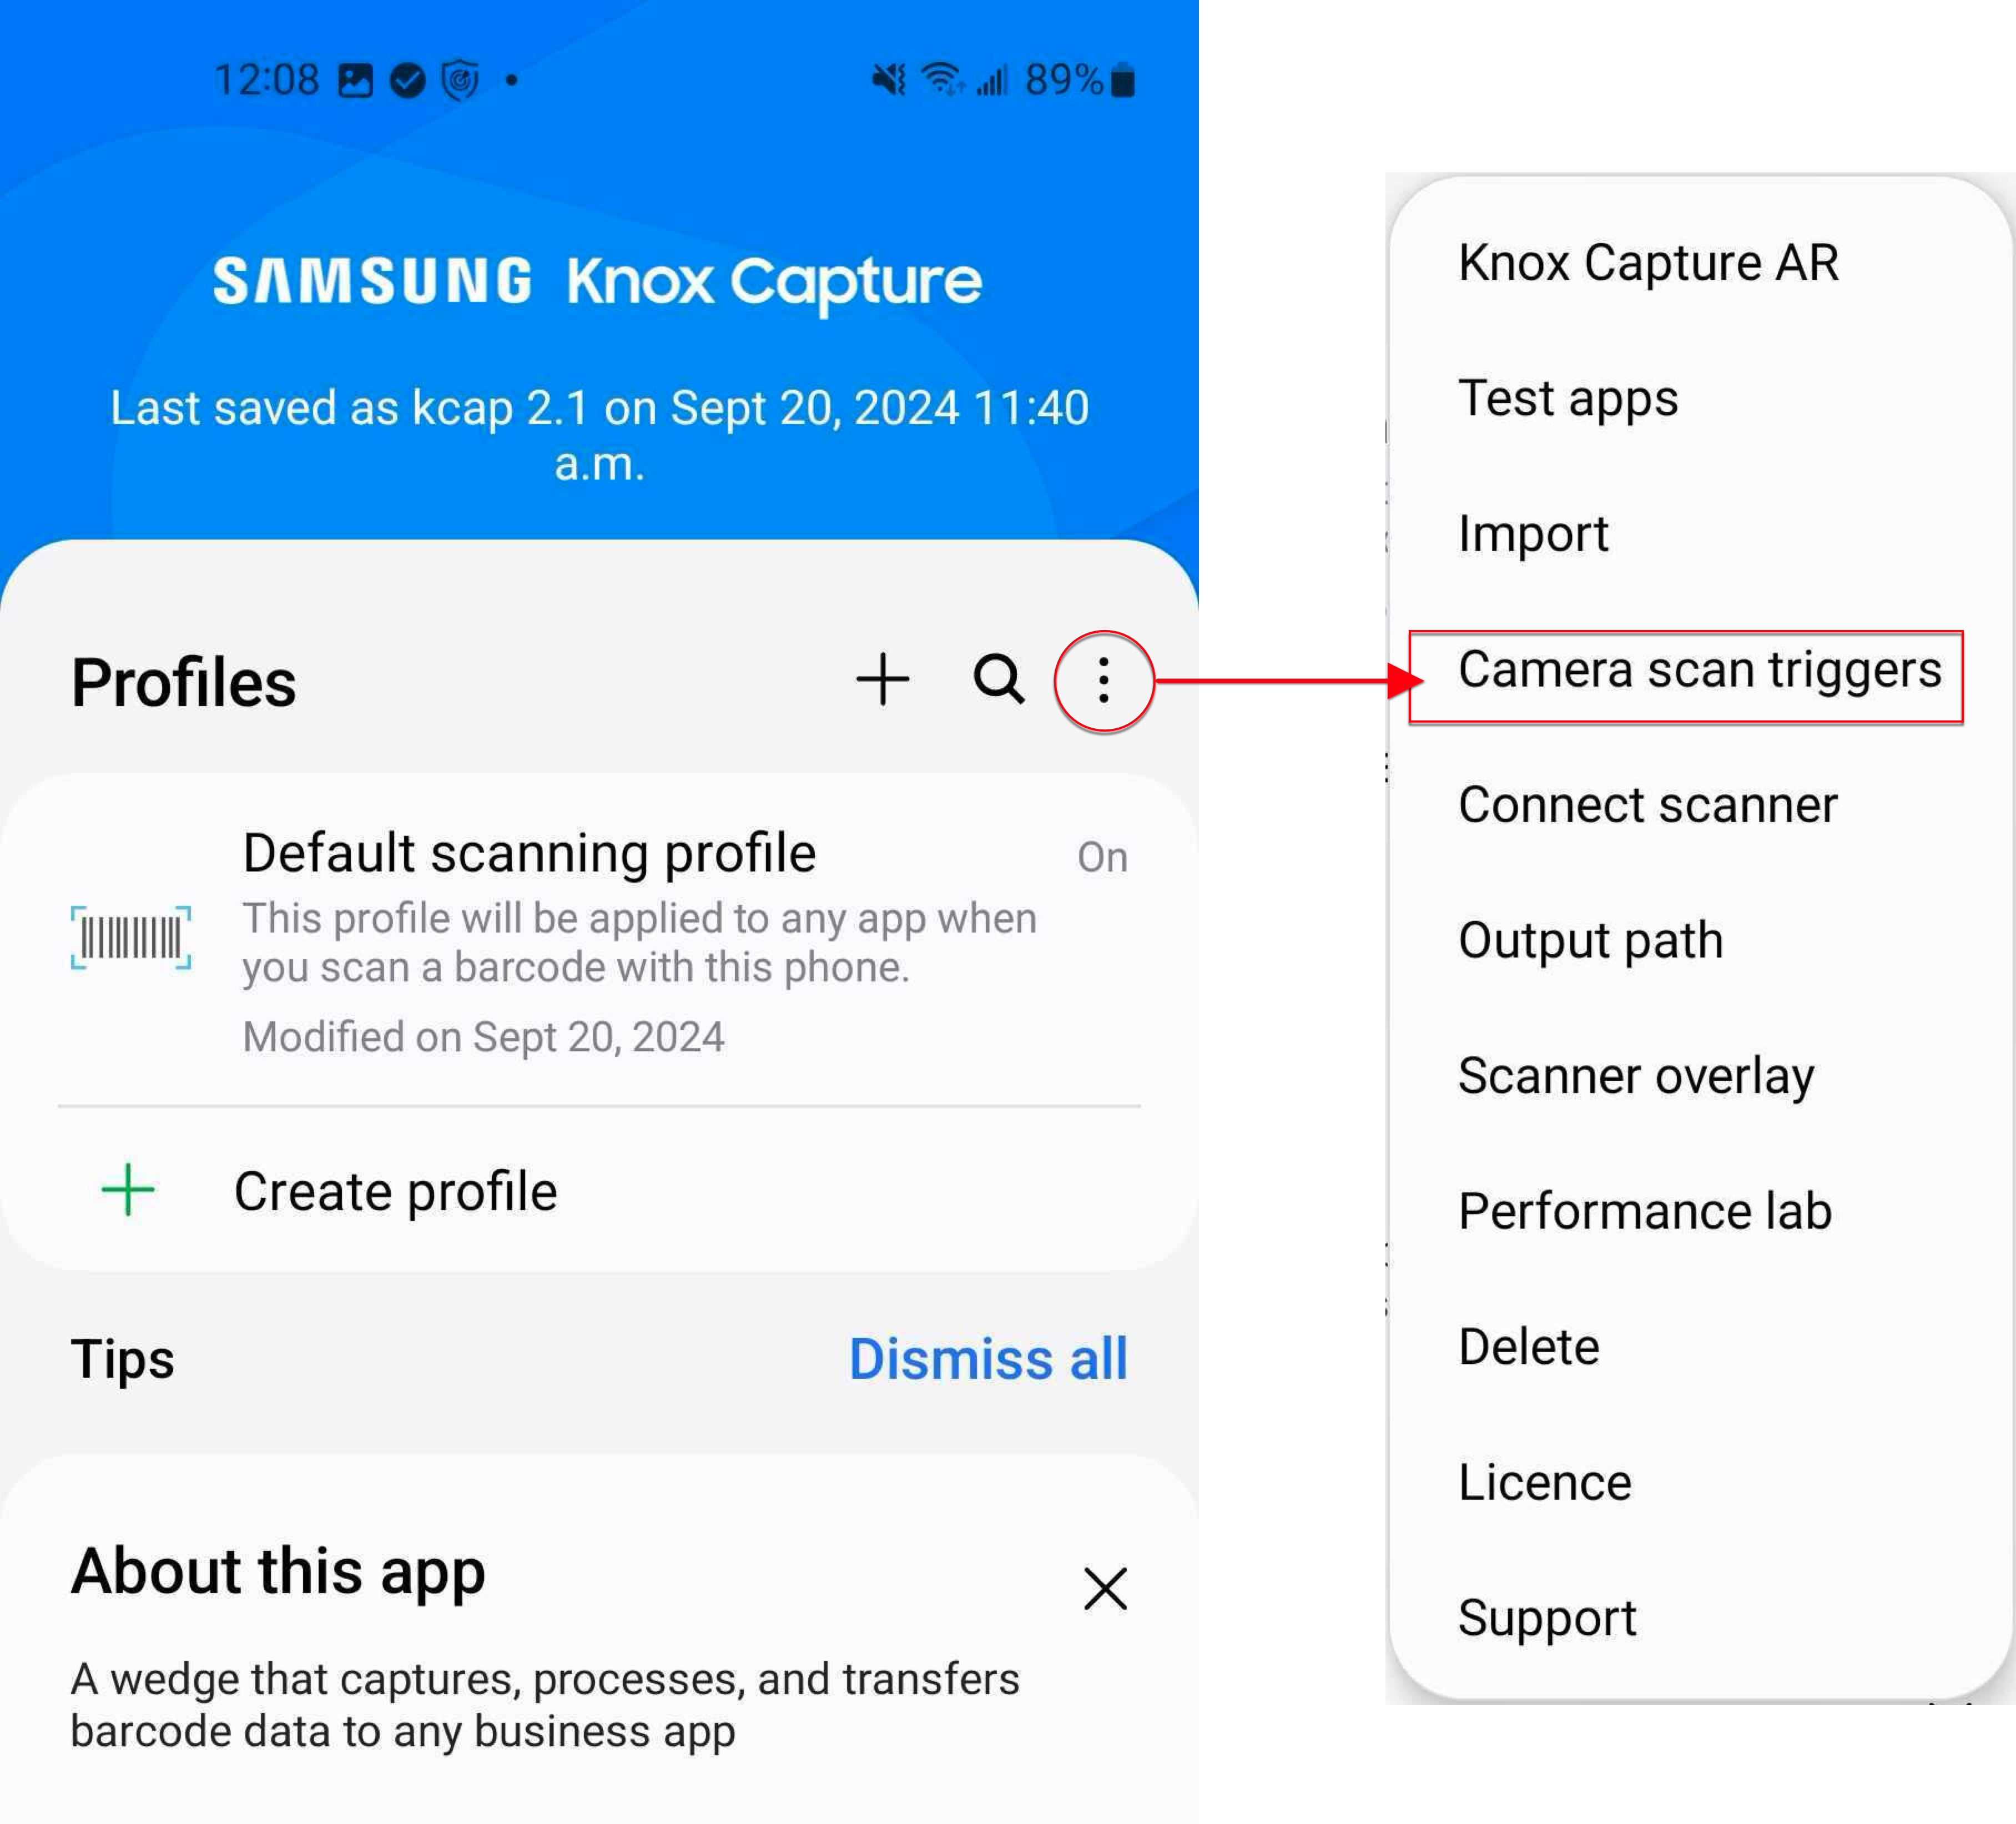 12:08
89%
SAMSUNG Knox Capture
Last saved as kcap 2.1 on Sept 20, 2024 11:40
a.m.
Profiles
Default scanning profile
On
This profile will be applied to any app when
you scan a barcode with this phone.
Modified on Sept 20, 2024
Create profile
Tips
Dismiss all
About this app
A wedge that captures, processes, and transfers
barcode data to any business app
Knox Capture AR
Test apps
Import
Camera scan triggers
Connect scanner
Output path
Scanner overlay
Performance lab
Delete
Licence
Support